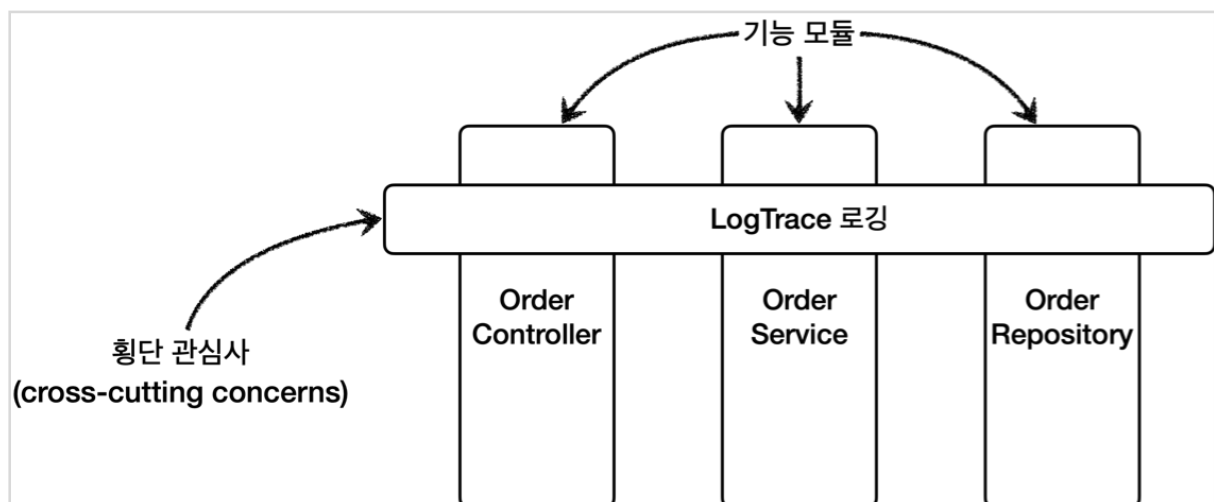 기능 모듈
LogTrace 로깅
Order
Controller
Order
Service
Order
Repository
횡단 관심사
(cross-cutting concerns)